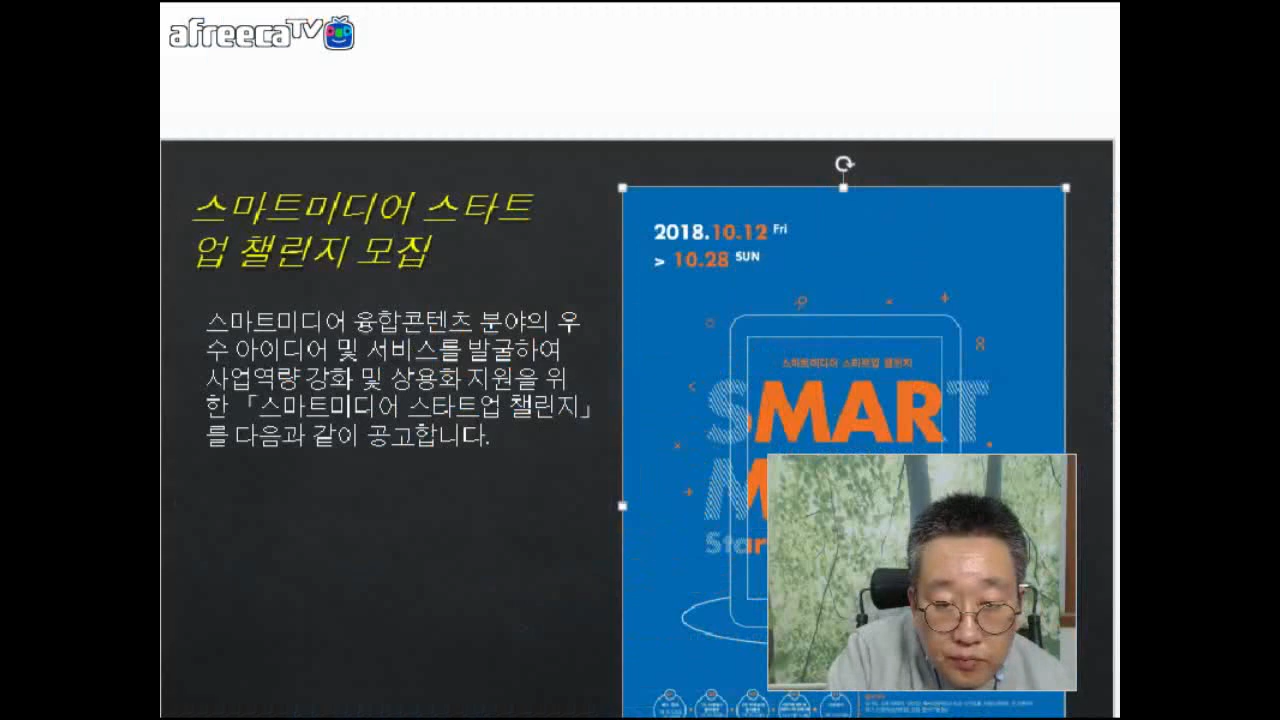 afreecaTV
스마트미디어 스타트
업 챌린지 모집
스마트미디어 융합콘텐츠 분야의 우
수 아이디어 및 서비스를 발굴하여
사업역량 강화 및 상용화 지원을 위
한 「스마트미디어 스타트업 챌린지」
를 다음과 같이 공고합니다.
2018.10.12 Fri
> 10.28 SUN
스마트미디어 스타트업 챌린지
SMART
M
Star